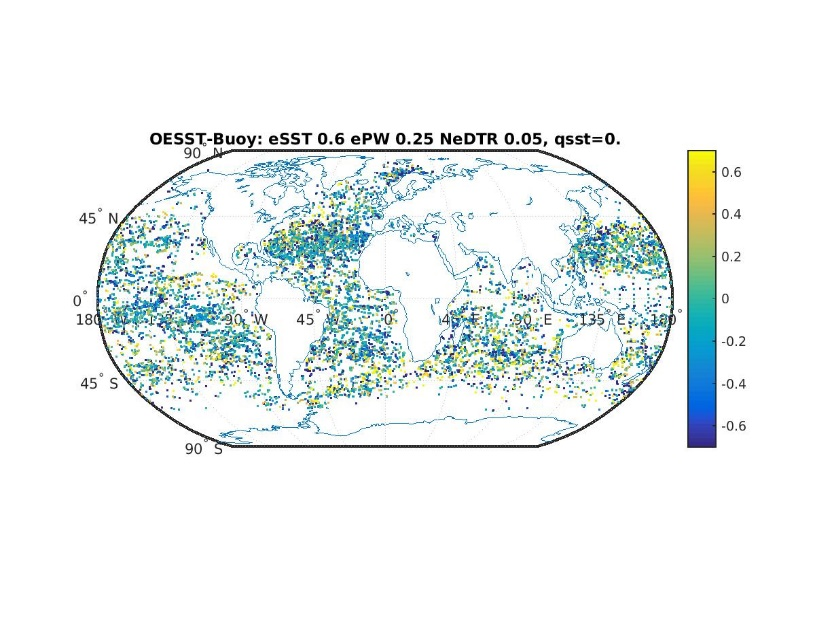 OESST-Buoy: eSST 0.6 ePW 0.25 NeDTR 0.05, qsst=0.
90° N
45° N
0°
180° W 90° W 45° 0° 45° E 90° E 135° E 180°
45° S
90° S
0.6
0.4
0.2
0
-0.2
-0.4
-0.6